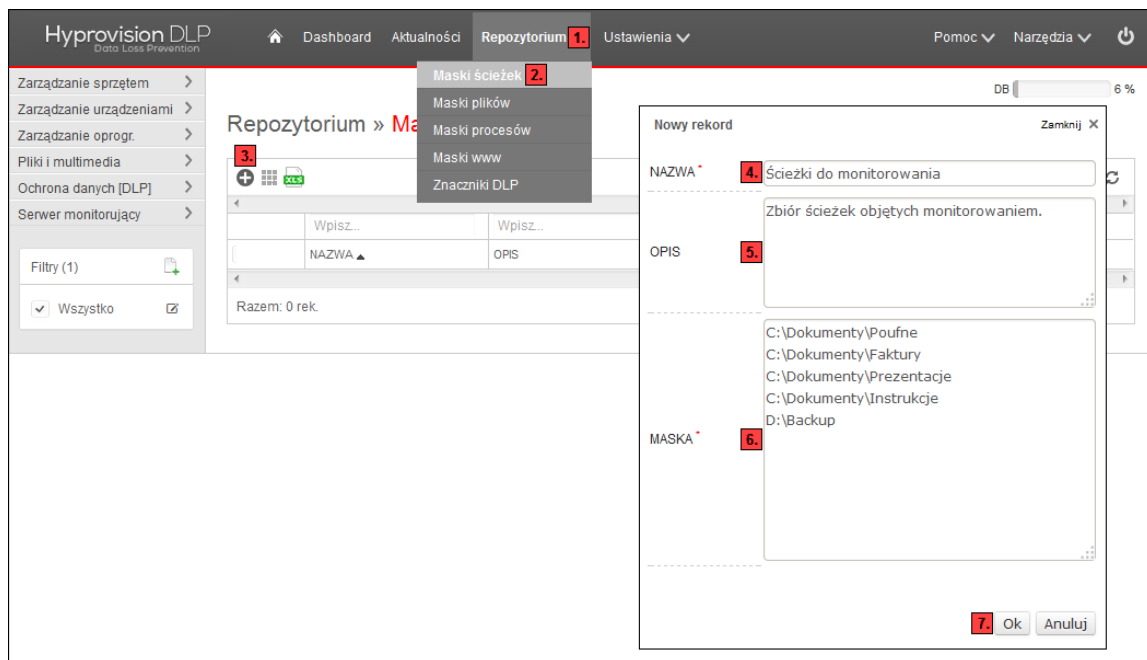 Hyprovision DLP
Data Loss Prevention
Dashboard Aktualności Repozytorium 1. Ustawienia Pomoc Narzędzia
Zarządzanie sprzętem
Zarządzanie urządzeniami
Zarządzanie oprogr.
Pliki i multimedia
Ochrona danych [DLP]
Serwer monitorujący
Filtry (1)
Wszystko
Maski ścieżek 2.
Maski plików
Maski procesów
Maski www
Znaczniki DLP
DB 6 %
Repozytorium » Ma
3.
XLS
Wpisz... Wpisz...
NAZWA OPIS
Razem: 0 rek.
Nowy rekord Zamknij
NAZWA * 4. Ścieżki do monitorowania
OPIS 5. Zbiór ścieżek objętych monitorowaniem.
MASKA * 6.
C:\Dokumenty\Poufne
C:\Dokumenty\Faktury
C:\Dokumenty\Prezentacje
C:\Dokumenty\Instrukcje
D:\Backup
7. Ok Anuluj